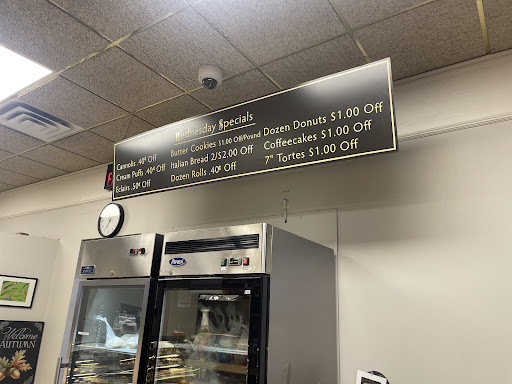 Wednesday Specials
Cannolis .40¢ Off
Cream Puffs .40¢ Off
Eclairs .50¢ Off
Butter Cookies $1.00 Off/Pound
Italian Bread 2/$2.00 Off
Dozen Rolls .40¢ Off
Dozen Donuts $1.00 Off
Coffeecakes $1.00 Off
7" Tortes $1.00 Off
Atosa
Welcome
AUTUMN